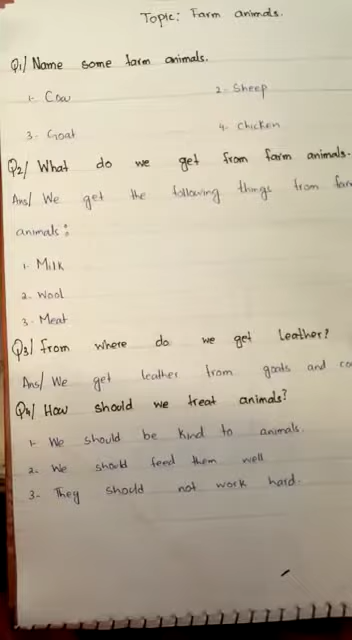 Topic: Farm animals.
Q1/ Name some farm animals.
1- Cow 2- Sheep
3- Goat 4- Chicken
Q2/ What do we get from farm animals.
Ans/ We get the following things from
animals:
1- Milk
2- Wool
3- Meat
Q3/ From where do we get leather?
Ans/ We get leather from goats and
Q4/ How should we treat animals?
1- We should be kind to animals.
2- We should feed them well
3- They should not work hard.